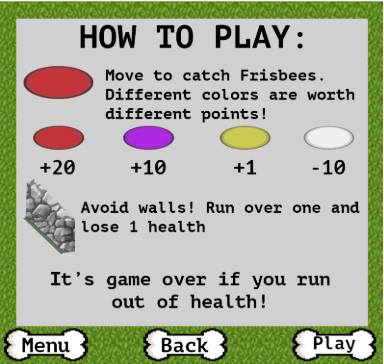 HOW TO PLAY:
Move to catch Frisbees.
Different colors are worth
different points!
+20 +10 +1 -10
Avoid walls! Run over one and
lose 1 health
It's game over if you run
out of health!
Menu Back Play